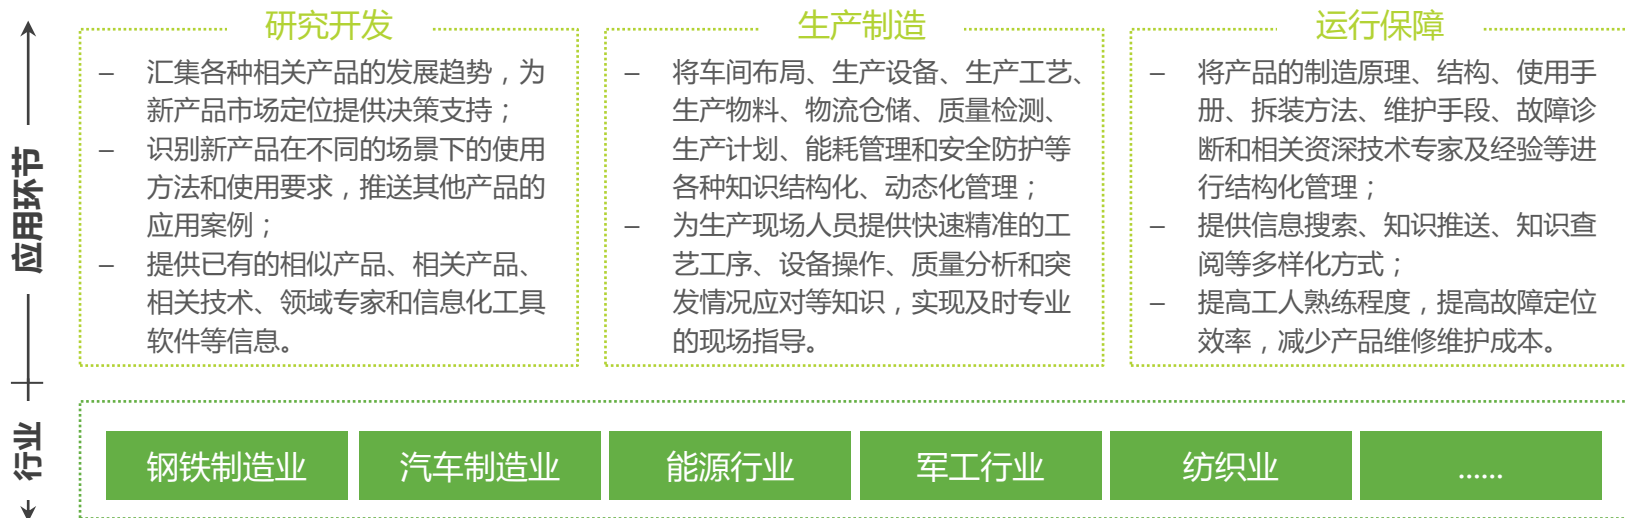 应用环节
研究开发
– 汇集各种相关产品的发展趋势，为
新产品市场定位提供决策支持；
– 识别新产品在不同的场景下的使用
方法和使用要求，推送其他产品的
应用案例；
– 提供已有的相似产品、相关产品、
相关技术、领域专家和信息化工具
软件等信息。
生产制造
– 将车间布局、生产设备、生产工艺、
生产物料、物流仓储、质量检测、
生产计划、能耗管理和安全防护等
各种知识结构化、动态化管理；
– 为生产现场人员提供快速精准的工
艺工序、设备操作、质量分析和突
发情况应对等知识，实现及时专业
的现场指导。
运行保障
– 将产品的制造原理、结构、使用手
册、拆装方法、维护手段、故障诊
断和相关资深技术专家及经验等进
行结构化管理；
– 提供信息搜索、知识推送、知识查
阅等多样化方式；
– 提高工人熟练程度，提高故障定位
效率，减少产品维修维护成本。
行业
钢铁制造业
汽车制造业
能源行业
军工行业
纺织业
......